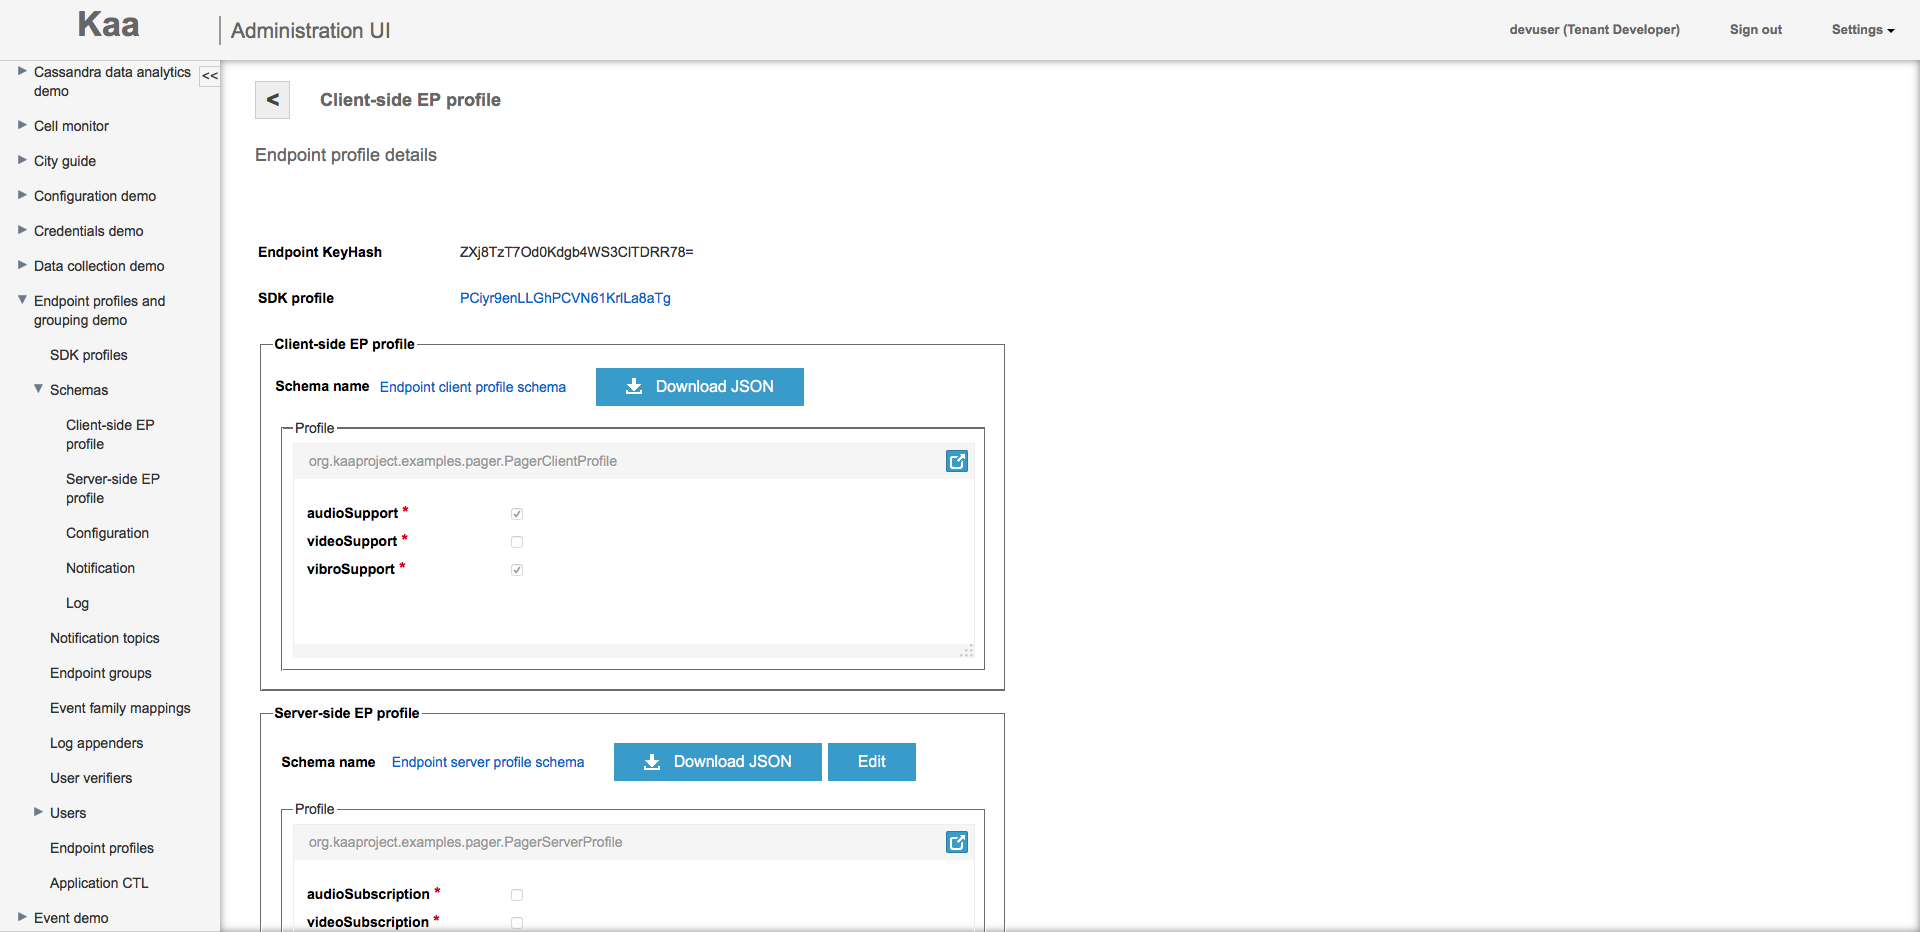 Kaa
Administration UI
devuser (Tenant Developer)
Sign out
Settings
<<
Cassandra data analytics
demo
Cell monitor
City guide
Configuration demo
Credentials demo
Data collection demo
Endpoint profiles and
grouping demo
SDK profiles
Schemas
Client-side EP
profile
Server-side EP
profile
Configuration
Notification
Log
Notification topics
Endpoint groups
Event family mappings
Log appenders
User verifiers
Users
Endpoint profiles
Application CTL
Event demo
< Client-side EP profile
Endpoint profile details
Endpoint KeyHash ZXj8TzT7Od0Kdgb4WS3CITDRR78=
SDK profile PCiyr9enLLGhPCVN61KrlLa8aTg
Client-side EP profile
Schema name Endpoint client profile schema Download JSON
Profile
org.kaaproject.examples.pager.PagerClientProfile
audioSupport *
videoSupport *
vibroSupport *
Server-side EP profile
Schema name Endpoint server profile schema Download JSON Edit
Profile
org.kaaproject.examples.pager.PagerServerProfile
audioSubscription *
videoSubscription *